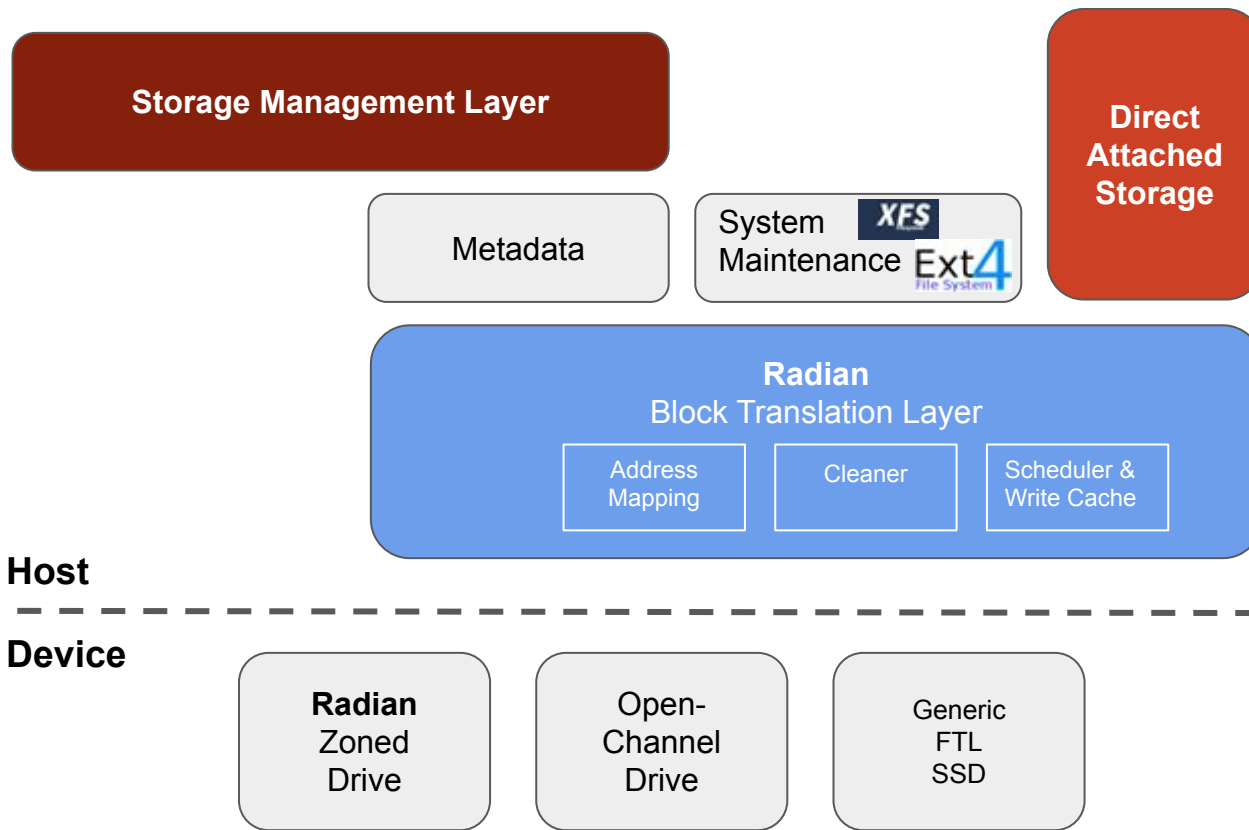 Storage Management Layer
Direct
Attached
Storage
Metadata
System
Maintenance
XFS
Ext4
File System
Radian
Block Translation Layer
Address
Mapping
Cleaner
Scheduler &
Write Cache
Host
Device
Radian
Zoned
Drive
Open-
Channel
Drive
Generic
FTL
SSD